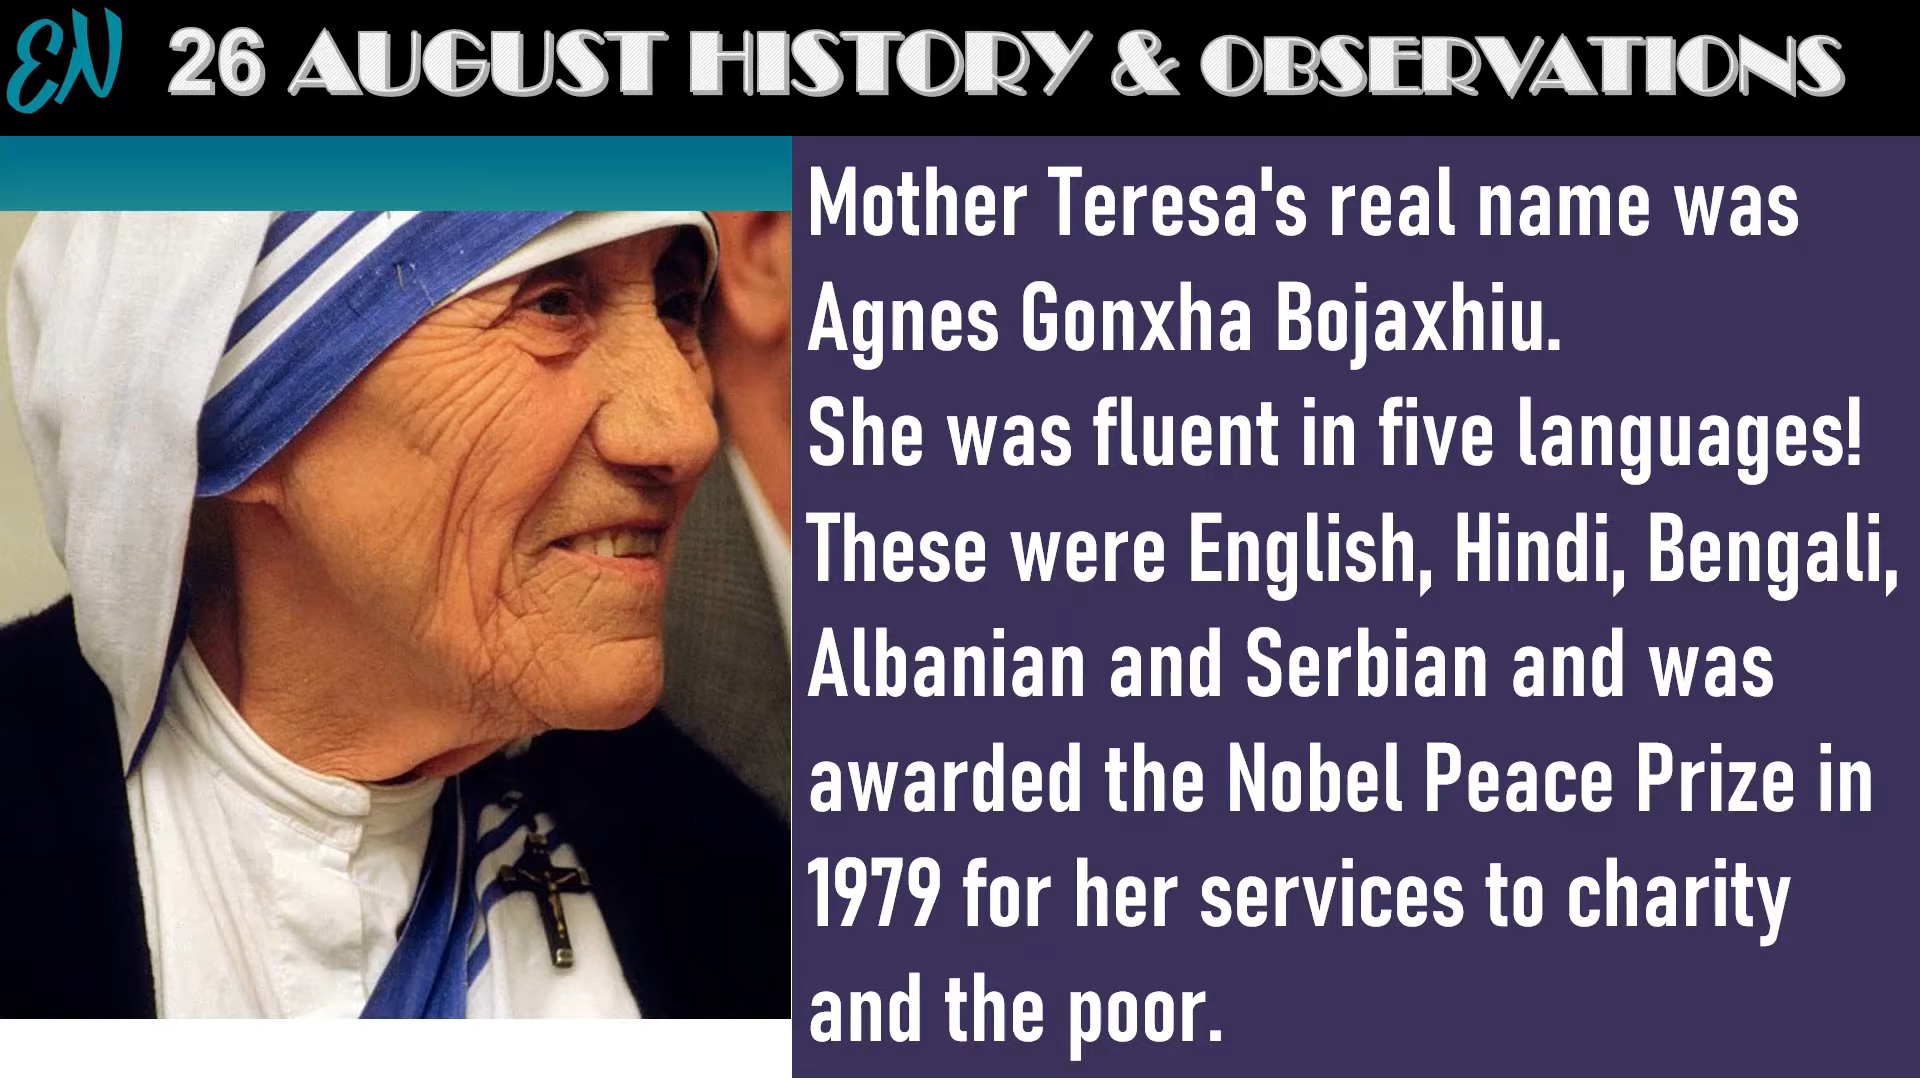 EN 26 AUGUST HISTORY & OBSERVATIONS
Mother Teresa's real name was
Agnes Gonxha Bojaxhiu.
She was fluent in five languages!
These were English, Hindi, Bengali,
Albanian and Serbian and was
awarded the Nobel Peace Prize in
1979 for her services to charity
and the poor.